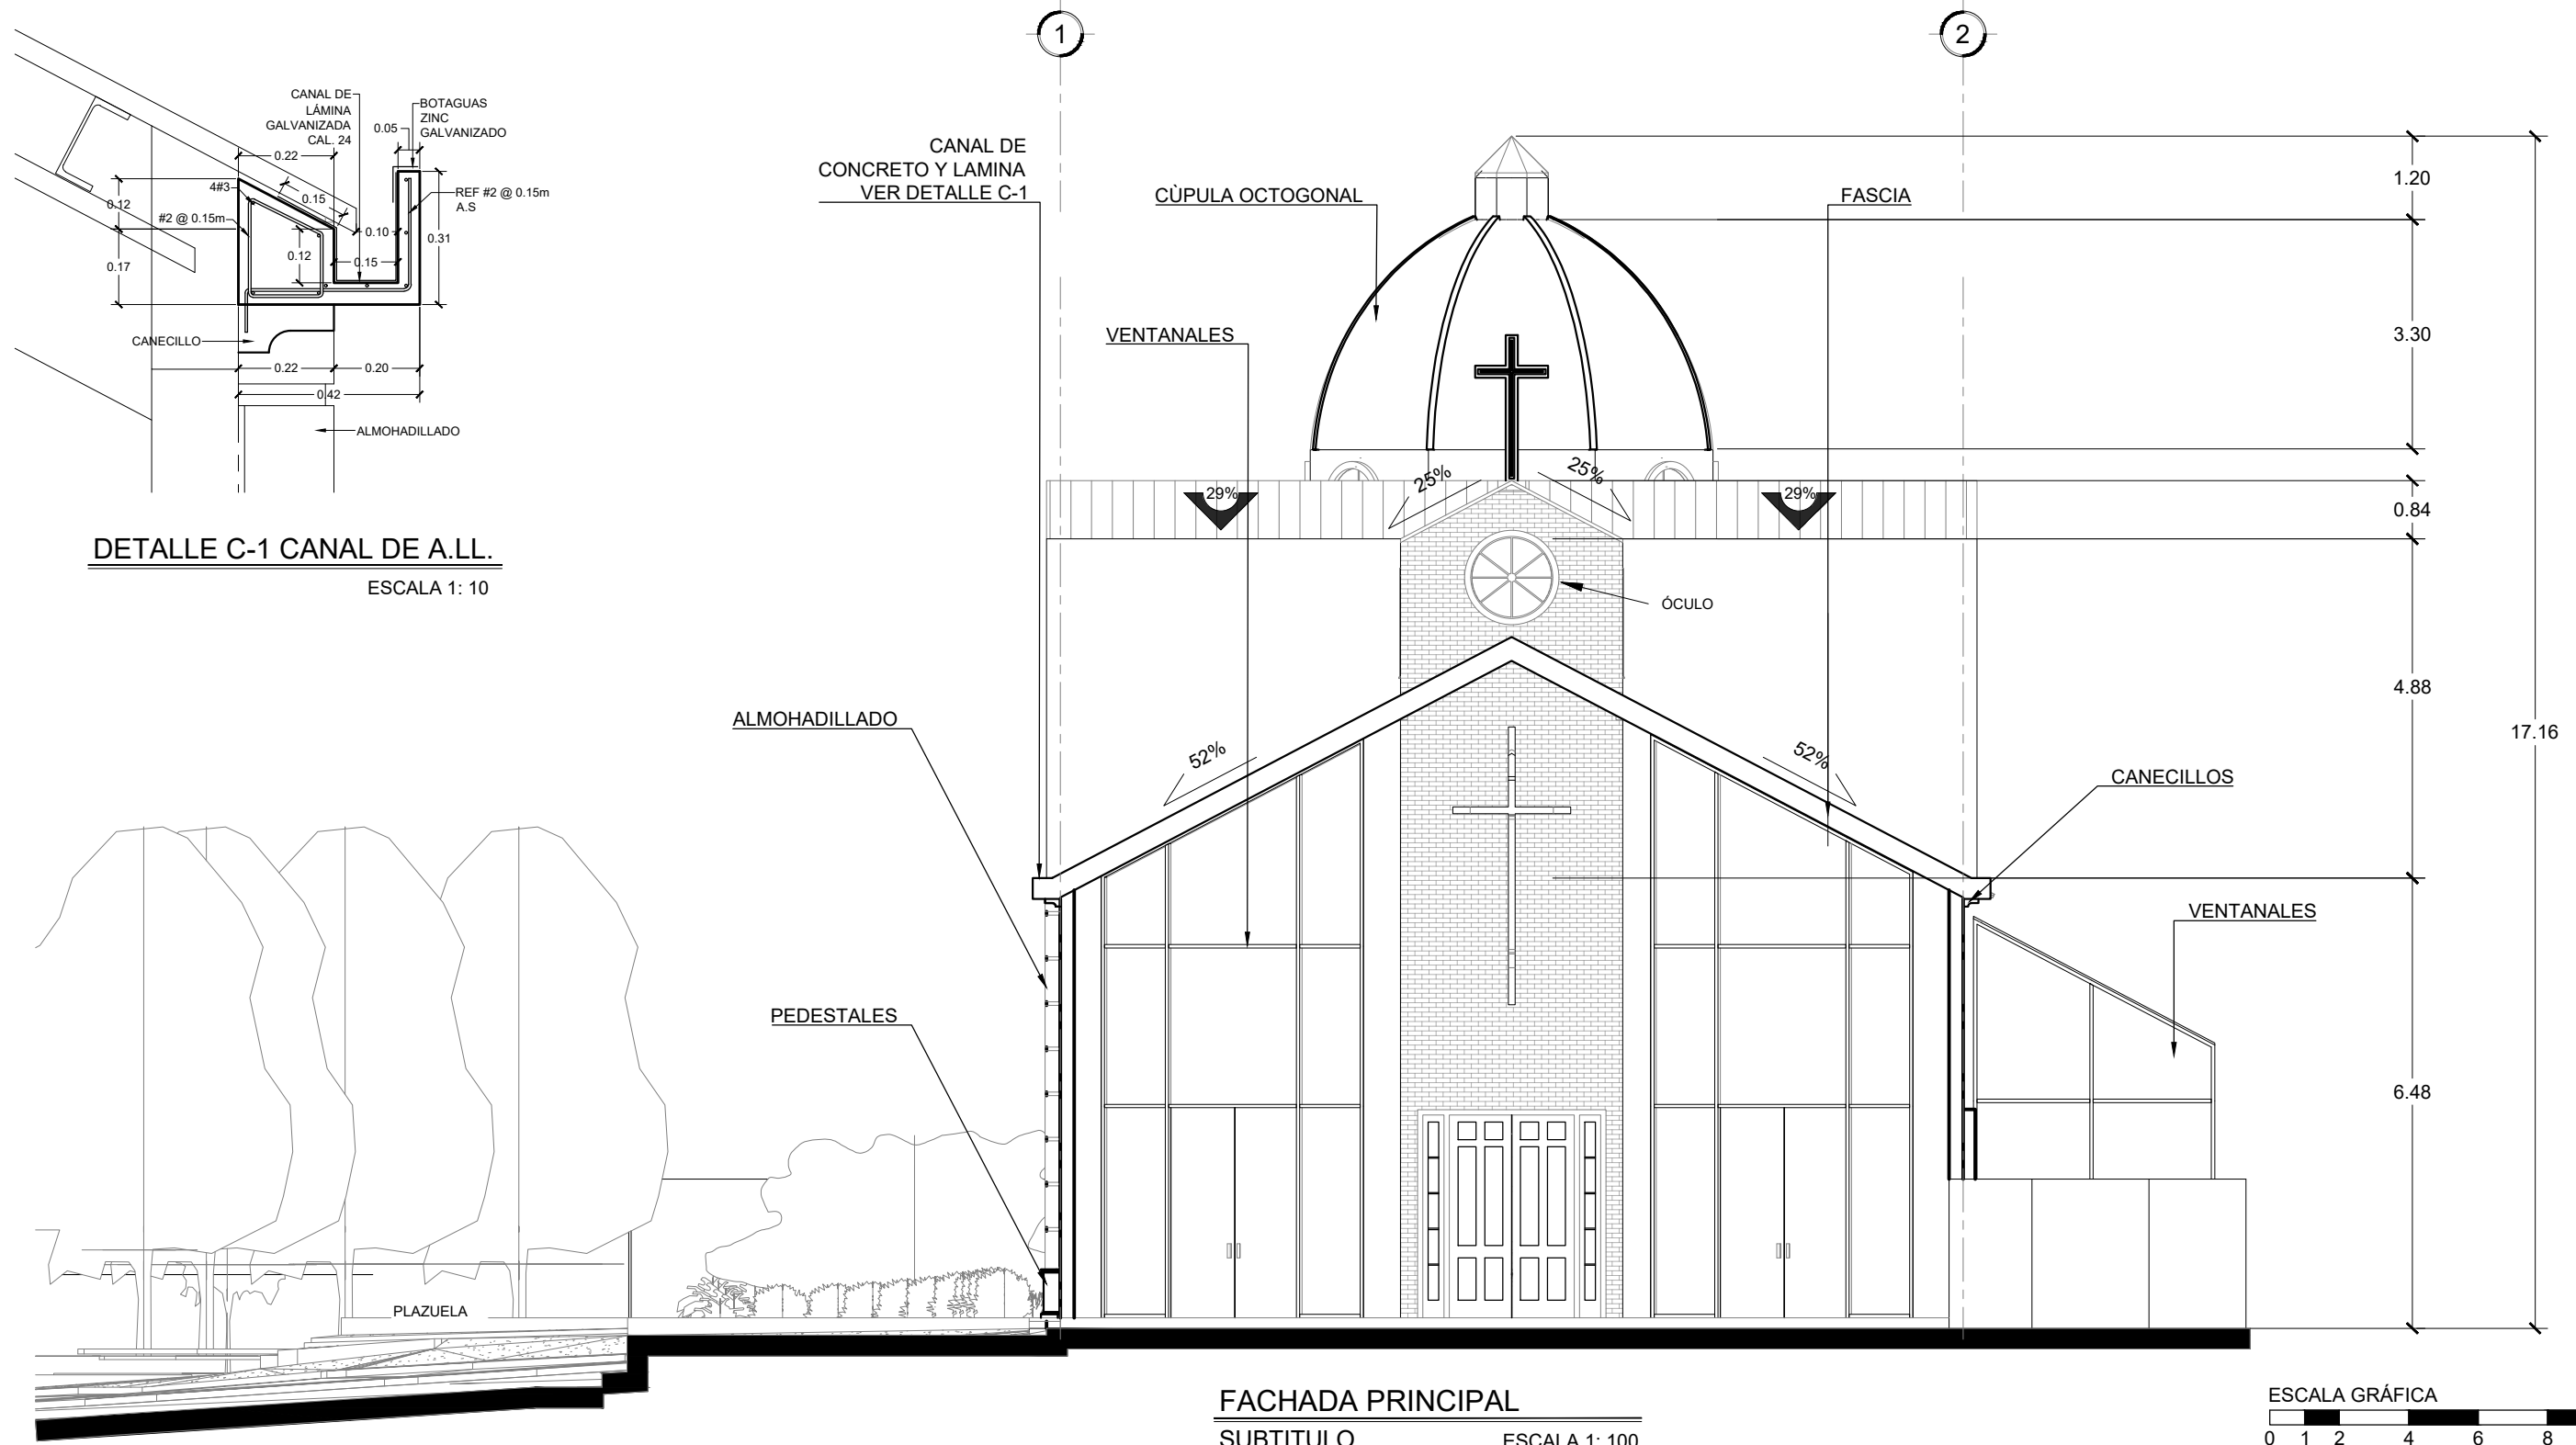 1
2
CANAL DE
LÁMINA
GALVANIZADA
CAL. 24
BOTAGUAS
ZINC
GALVANIZADO
0.05
0.22
4#3
0.15
REF #2 @ 0.15m
A.S
0.12
#2 @ 0.15m
0.10
0.31
0.12
0.15
0.17
CANECILLO
0.22
0.20
0.42
ALMOHADILLADO
DETALLE C-1 CANAL DE A.LL.
ESCALA 1: 10
CANAL DE
CONCRETO Y LAMINA
VER DETALLE C-1
CÙPULA OCTOGONAL
FASCIA
VENTANALES
1.20
3.30
25%
25%
29%
29%
0.84
ÓCULO
4.88
17.16
ALMOHADILLADO
52%
52%
CANECILLOS
VENTANALES
PEDESTALES
6.48
PLAZUELA
FACHADA PRINCIPAL
SUBTITULO
ESCALA 1: 100
ESCALA GRÁFICA
0 1 2 4 6 8